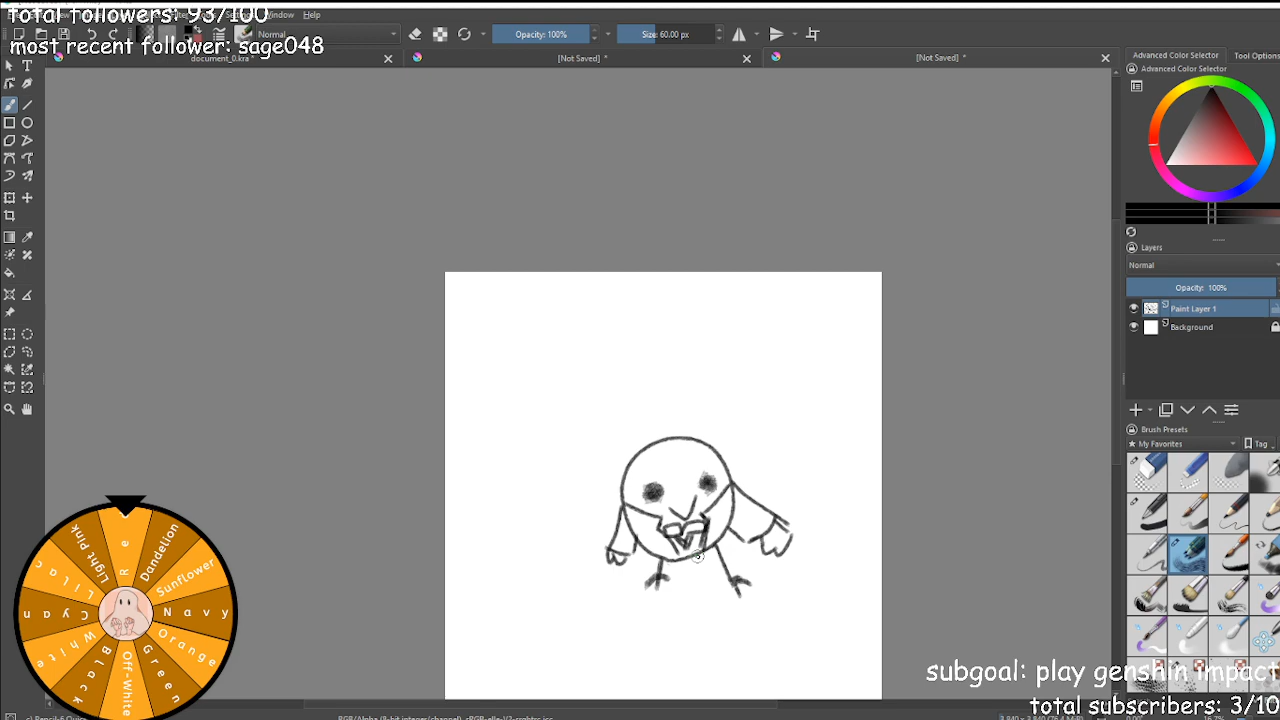 total followers: 93/100
Window Help
most recent follower: sage048
Normal
Opacity: 100%
Size: 60.00 px
document_0.kra *
[Not Saved] *
[Not Saved] *
Advanced Color Selector
Tool Options
Advanced Color Selector
Layers
Normal
Opacity: 100%
Paint Layer 1
Background
Brush Presets
My Favorites
Tag
Dandelion
Sunflower
Navy
Orange
Green
Off-White
Black
White
Cyan
Lilac
Light Pink
subgoal: play genshin impact
total subscribers: 3/10